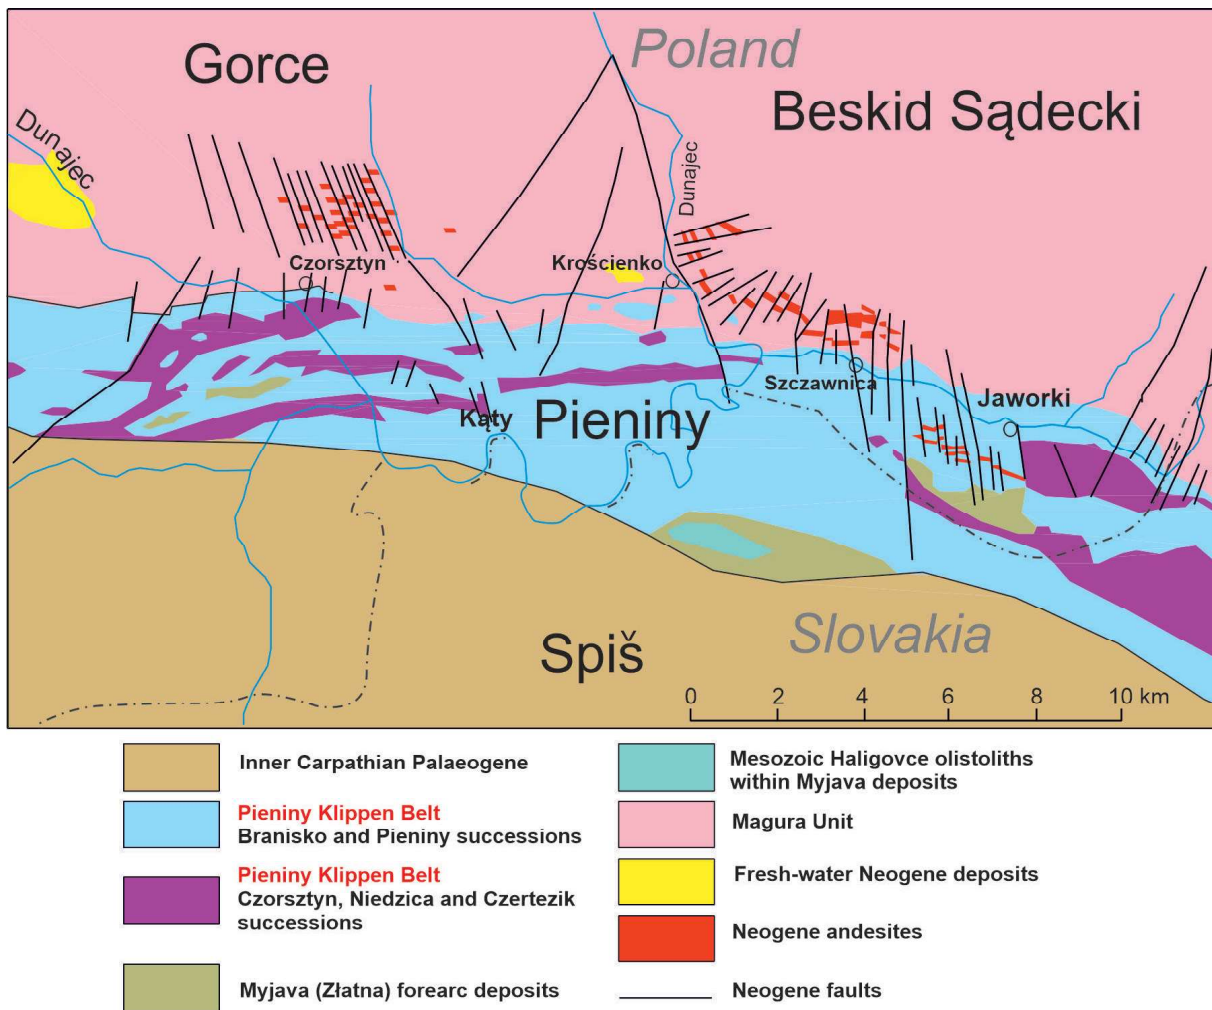 Gorce
Poland
Beskid Sądecki
Dunajec
Dunajec
Czorsztyn
Krościenko
Szczawnica
Jaworki
Kąty
Pieniny
Spiš
Slovakia
0 2 4 6 8 10 km
Inner Carpathian Palaeogene
Pieniny Klippen Belt
Branisko and Pieniny successions
Pieniny Klippen Belt
Czorsztyn, Niedzica and Czertezik
successions
Myjava (Złatna) forearc deposits
Mesozoic Haligovce olistoliths
within Myjava deposits
Magura Unit
Fresh-water Neogene deposits
Neogene andesites
Neogene faults